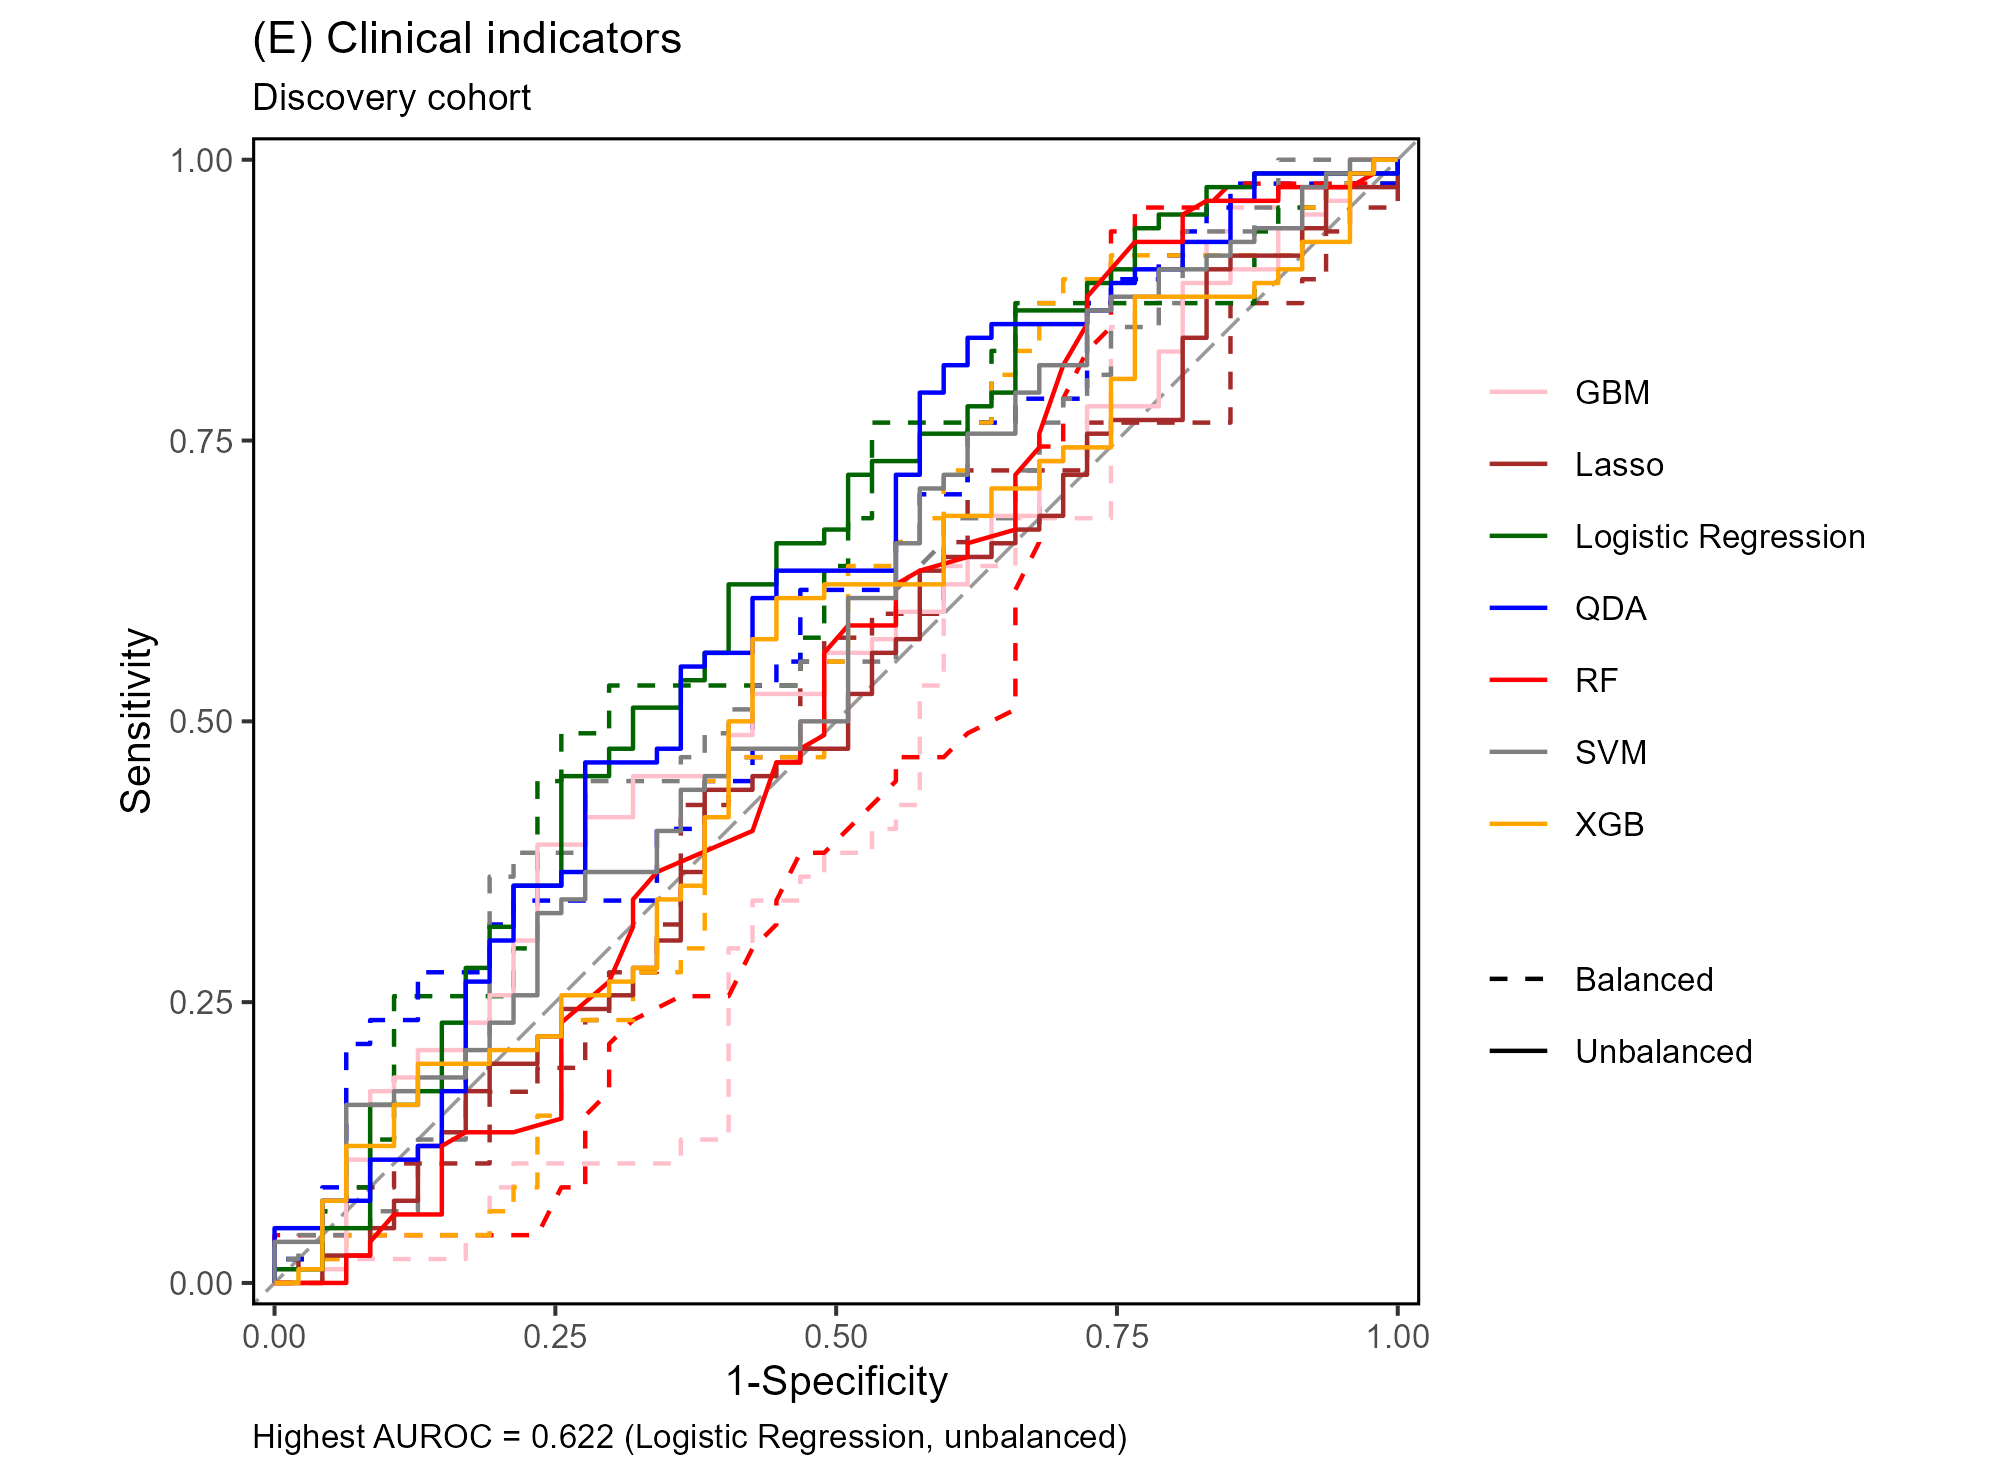 (E) Clinical indicators
Discovery cohort
1.00
0.75
0.50
0.25
0.00
Sensitivity
0.00 0.25 0.50 0.75 1.00
1-Specificity
GBM
Lasso
Logistic Regression
QDA
RF
SVM
XGB
Balanced
Unbalanced
Highest AUROC = 0.622 (Logistic Regression, unbalanced)